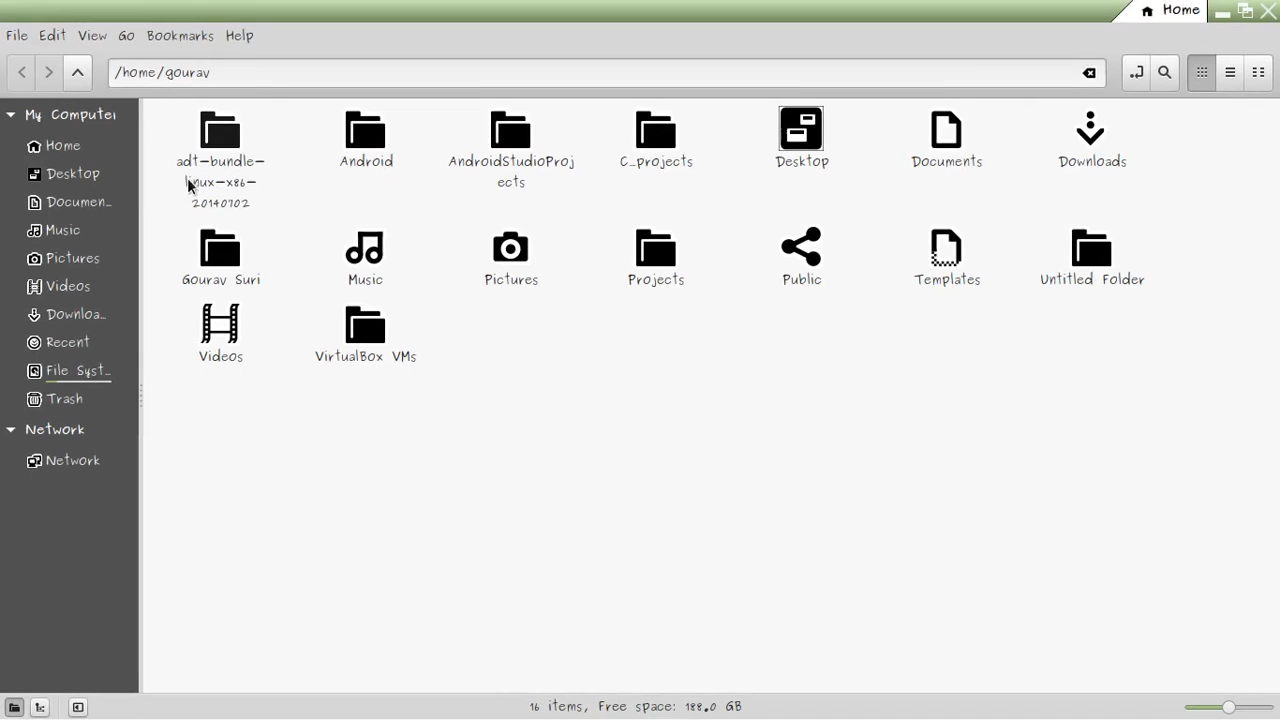 Home
File Edit View Go Bookmarks Help
/home/gourav
My Computer
Home
Desktop
Documen...
Music
Pictures
Videos
Downloa...
Recent
File Syst...
Trash
Network
Network
adt-bundle-
linux-x86-
20140702
Android
AndroidStudioProj
ects
C_projects
Desktop
Documents
Downloads
Gourav Suri
Music
Pictures
Projects
Public
Templates
Untitled Folder
Videos
VirtualBox VMs
16 items, Free space: 188.0 GB